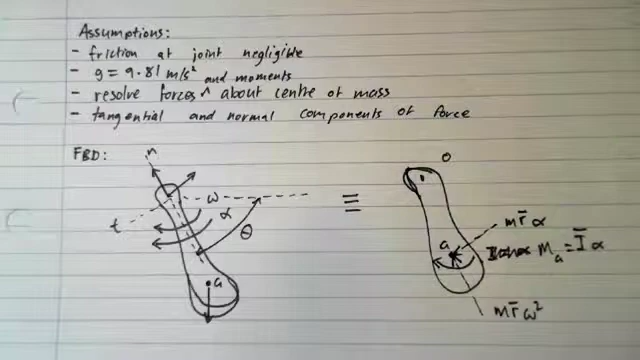 Assumptions:
- friction at joint negligible
- g = 9.81 m/s² and moments
- resolve forces ^ about centre of mass
- tangential and normal components of force
FBD:
n
O
t
ω
α
θ
≡
mr̄α
G
G
M_G = Īα
mr̄ω²